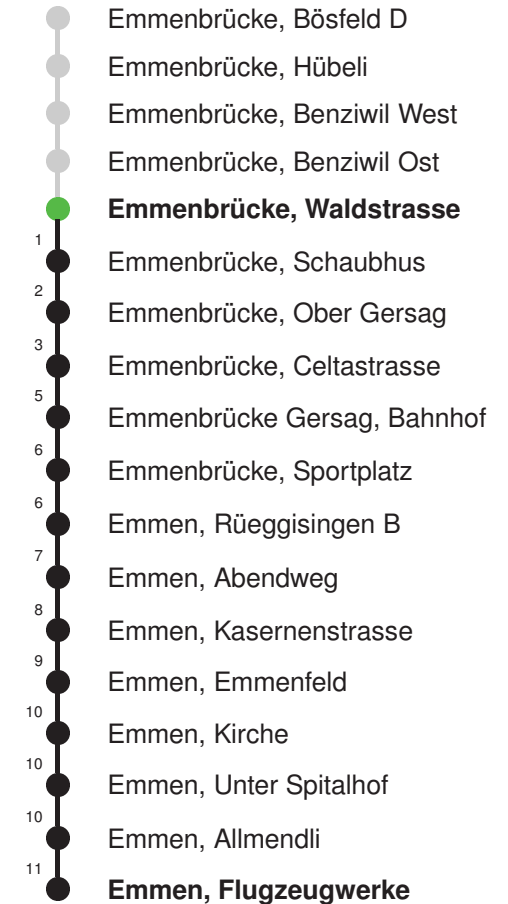 Emmenbrücke, Bösfeld D
Emmenbrücke, Hübeli
Emmenbrücke, Benziwil West
Emmenbrücke, Benziwil Ost
Emmenbrücke, Waldstrasse
1
Emmenbrücke, Schaubhus
2
Emmenbrücke, Ober Gersag
3
Emmenbrücke, Celtastrasse
5
Emmenbrücke Gersag, Bahnhof
6
Emmenbrücke, Sportplatz
6
Emmen, Rüeggisingen B
7
Emmen, Abendweg
8
Emmen, Kasernenstrasse
9
Emmen, Emmenfeld
10
Emmen, Kirche
10
Emmen, Unter Spitalhof
10
Emmen, Allmendli
11
Emmen, Flugzeugwerke